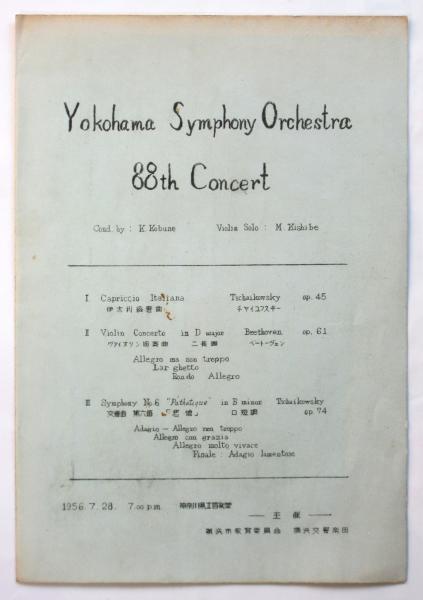 Yokohama Symphony Orchestra
88th Concert
Cond. by : K. Kobune Violin Solo : M. Kishibe
I Capriccio Italiana Tschaikowsky op. 45
伊太利綺想曲 チャイコフスキー
II Violin Concerto in D major Beethoven op. 61
ヴァイオリン協奏曲 二長調 ベートーヴェン
Allegro ma non troppo
Larghetto
Rondo Allegro
III Symphony No. 6 "Pathetique" in B minor Tschaikowsky
交響曲 第六番 「悲愴」 ロ短調 op. 74
Adagio — Allegro non troppo
Allegro con grazia
Allegro molto vivace
Finale : Adagio lamentoso
1956. 7. 28. 7.00 p.m. 神奈川県立音楽堂
— 主催 —
横浜市教育委員会 横浜交響楽団